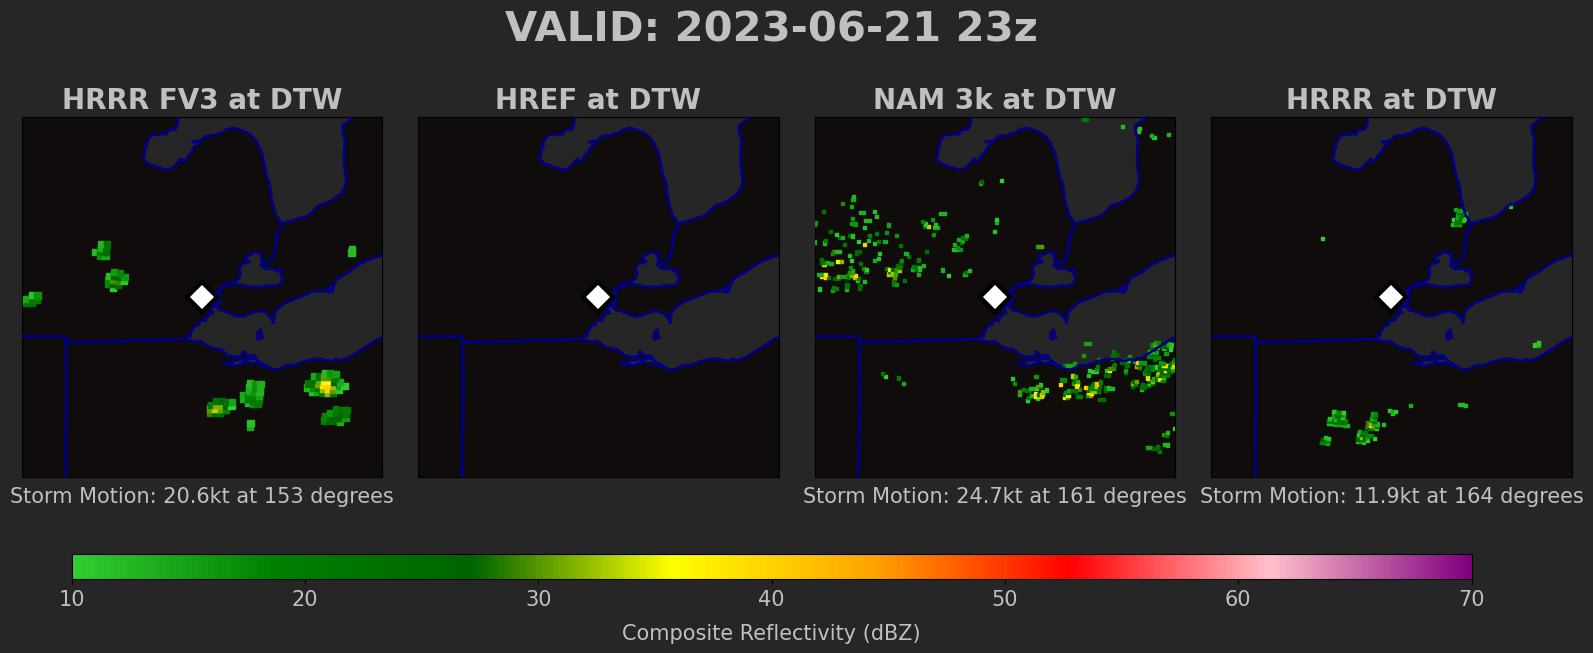 VALID: 2023-06-21 23z
HRRR FV3 at DTW
HREF at DTW
NAM 3k at DTW
HRRR at DTW
Storm Motion: 20.6kt at 153 degrees
Storm Motion: 24.7kt at 161 degrees
Storm Motion: 11.9kt at 164 degrees
10 20 30 40 50 60 70
Composite Reflectivity (dBZ)